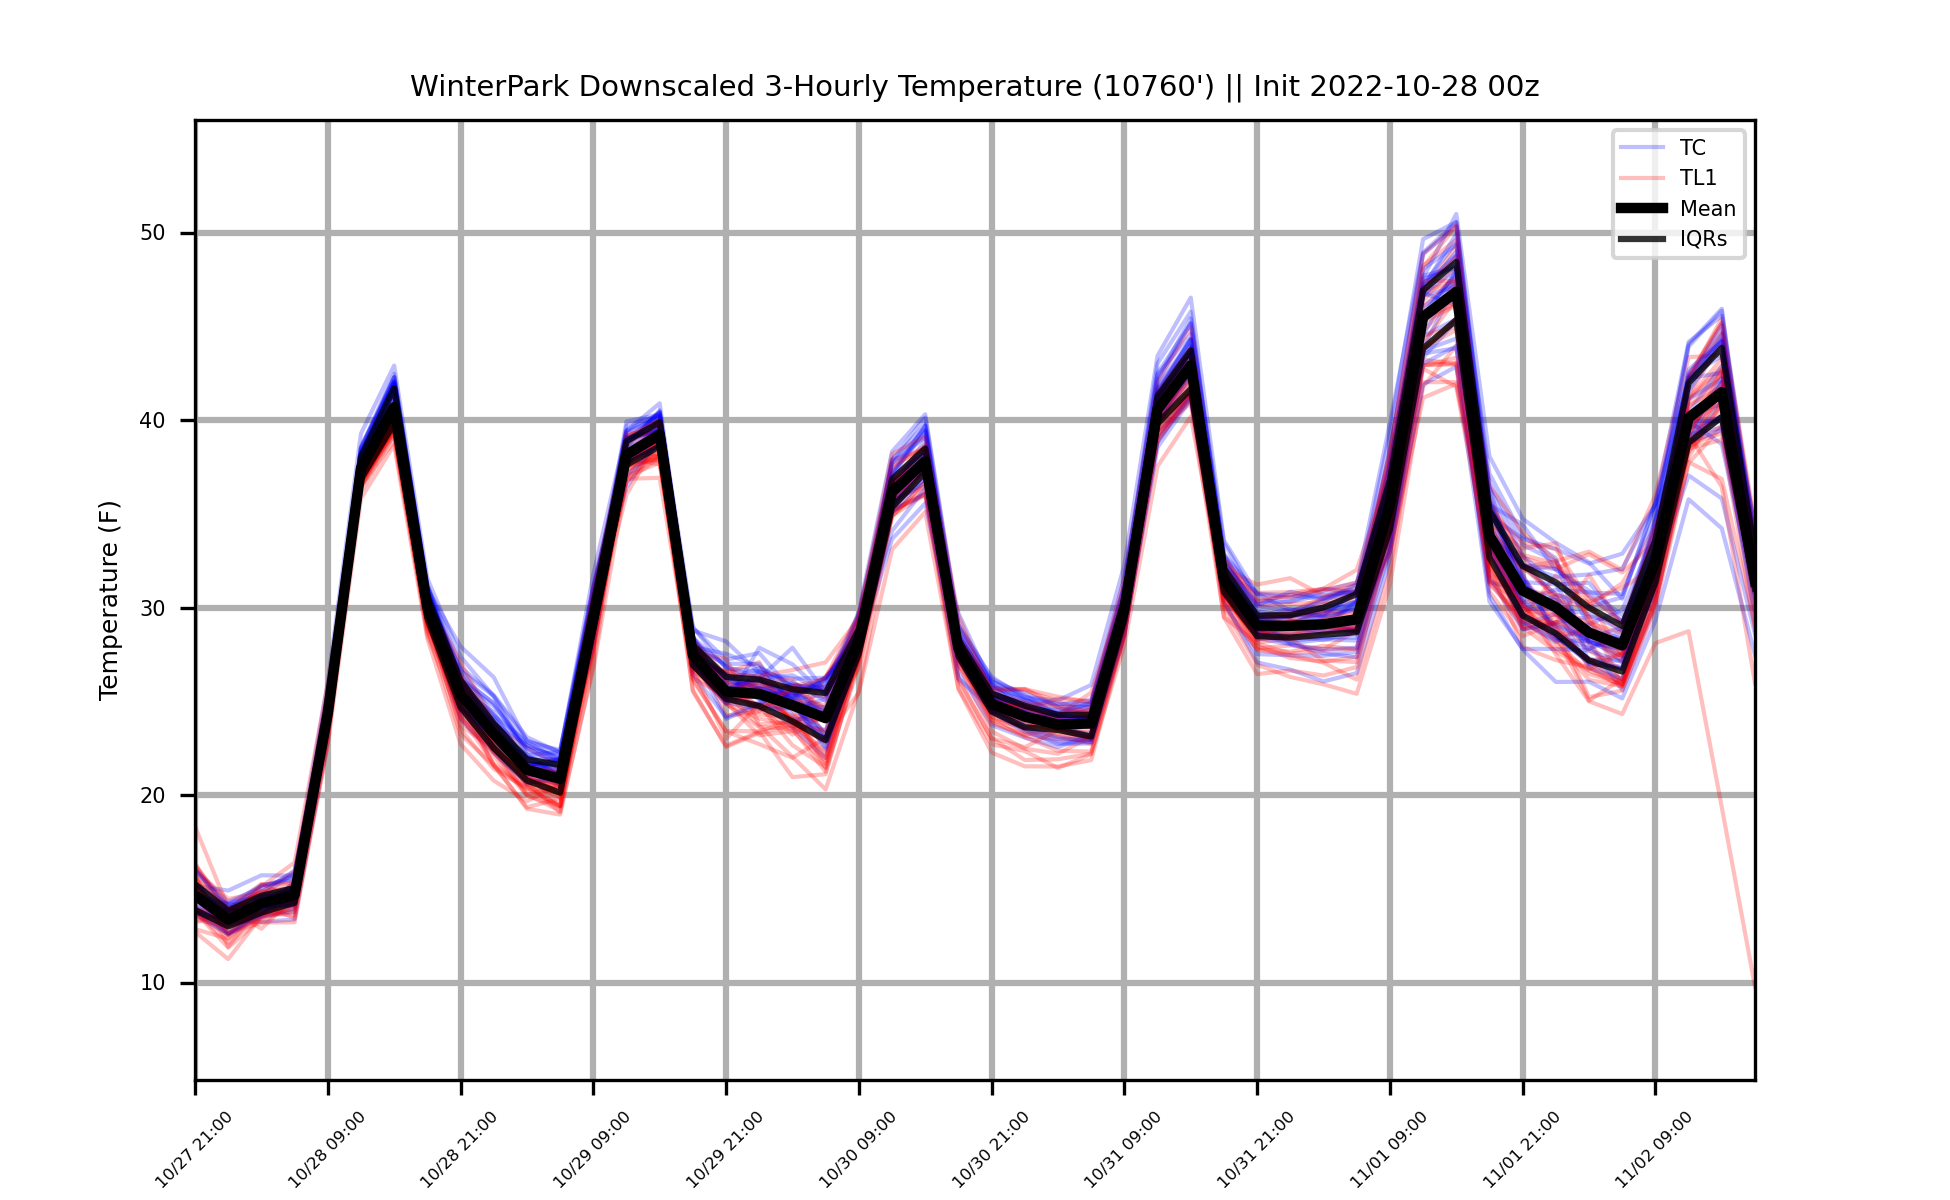 WinterPark Downscaled 3-Hourly Temperature (10760') || Init 2022-10-28 00z
TC
TL1
Mean
IQRs
Temperature (F)
50
40
30
20
10
10/27 21:00
10/28 09:00
10/28 21:00
10/29 09:00
10/29 21:00
10/30 09:00
10/30 21:00
10/31 09:00
10/31 21:00
11/01 09:00
11/01 21:00
11/02 09:00